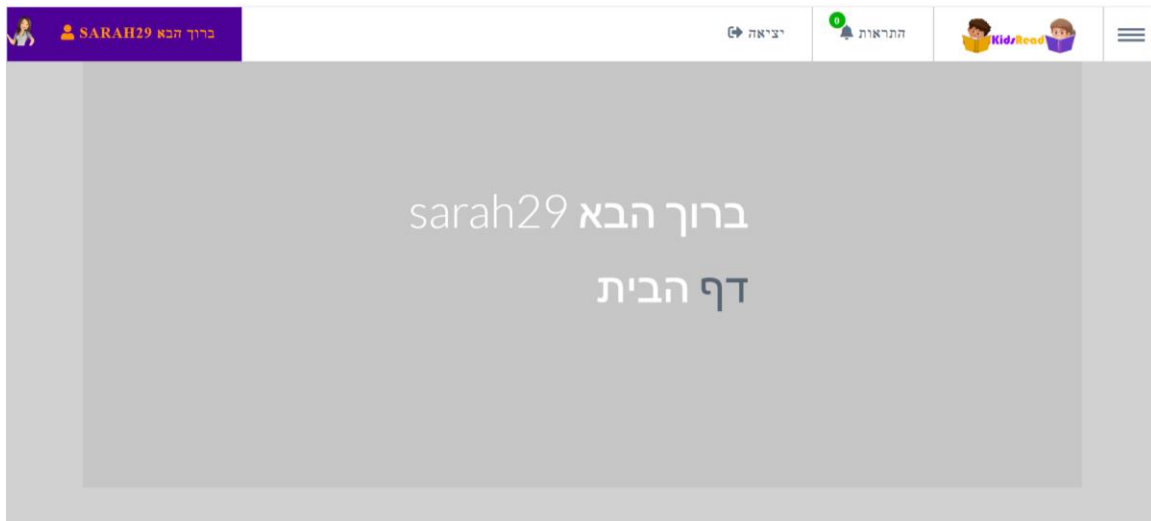 KidsRead
התראות 0
יציאה
ברוך הבא SARAH29
ברוך הבא sarah29
דף הבית